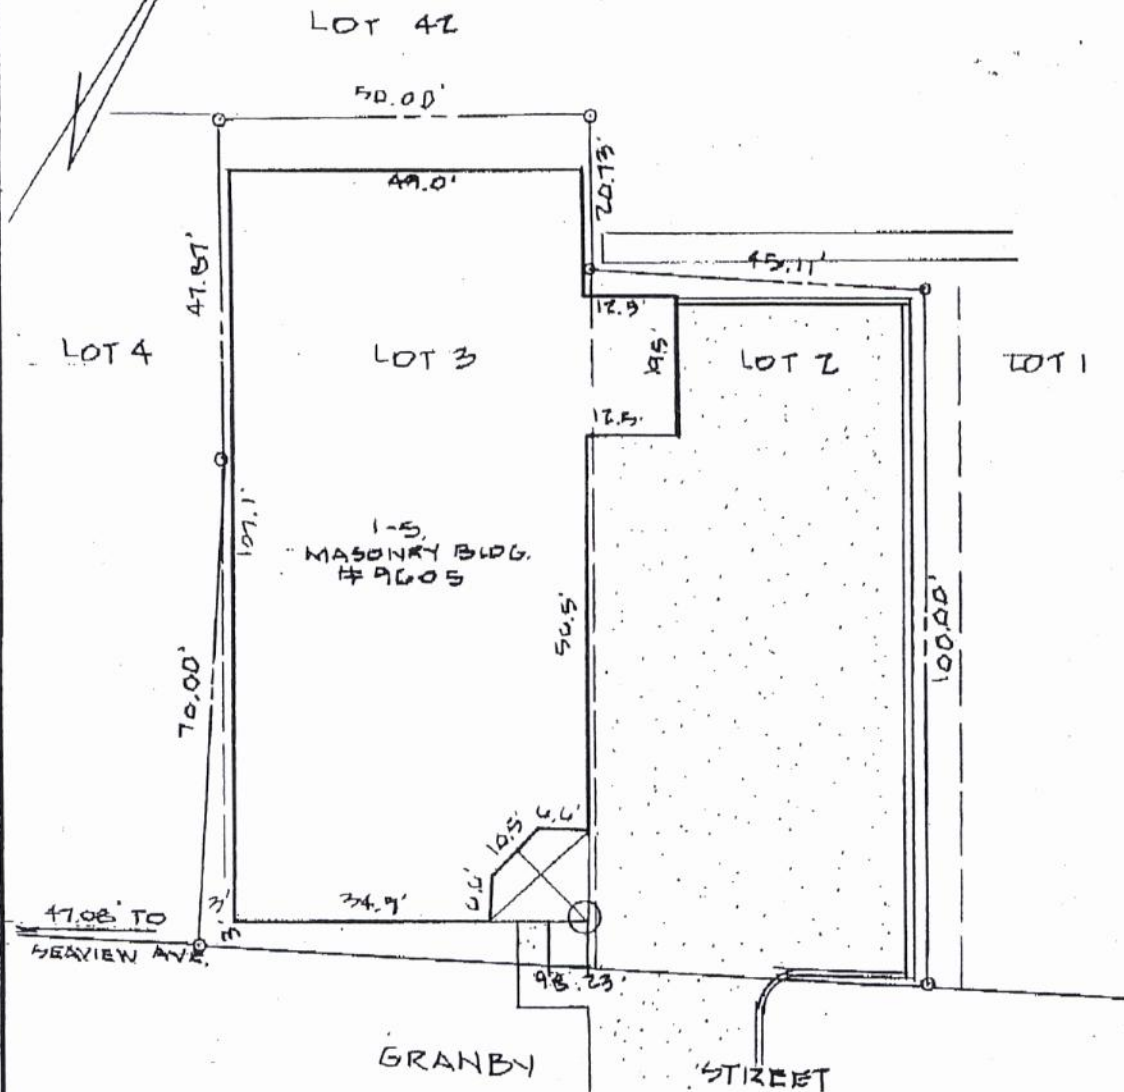 LOT 42
50.00'
49.0'
20.73'
45.11'
47.87'
12.5'
19.5'
LOT 4
LOT 3
LOT 2
LOT 1
12.5'
107.1'
1-S.
MASONRY BLDG.
# 9605
56.5'
100.00'
70.00'
6.6'
10.5'
6.6'
34.9'
3'
3'
47.08' TO
SEAVIEW AVE.
98.23'
GRANBY STREET